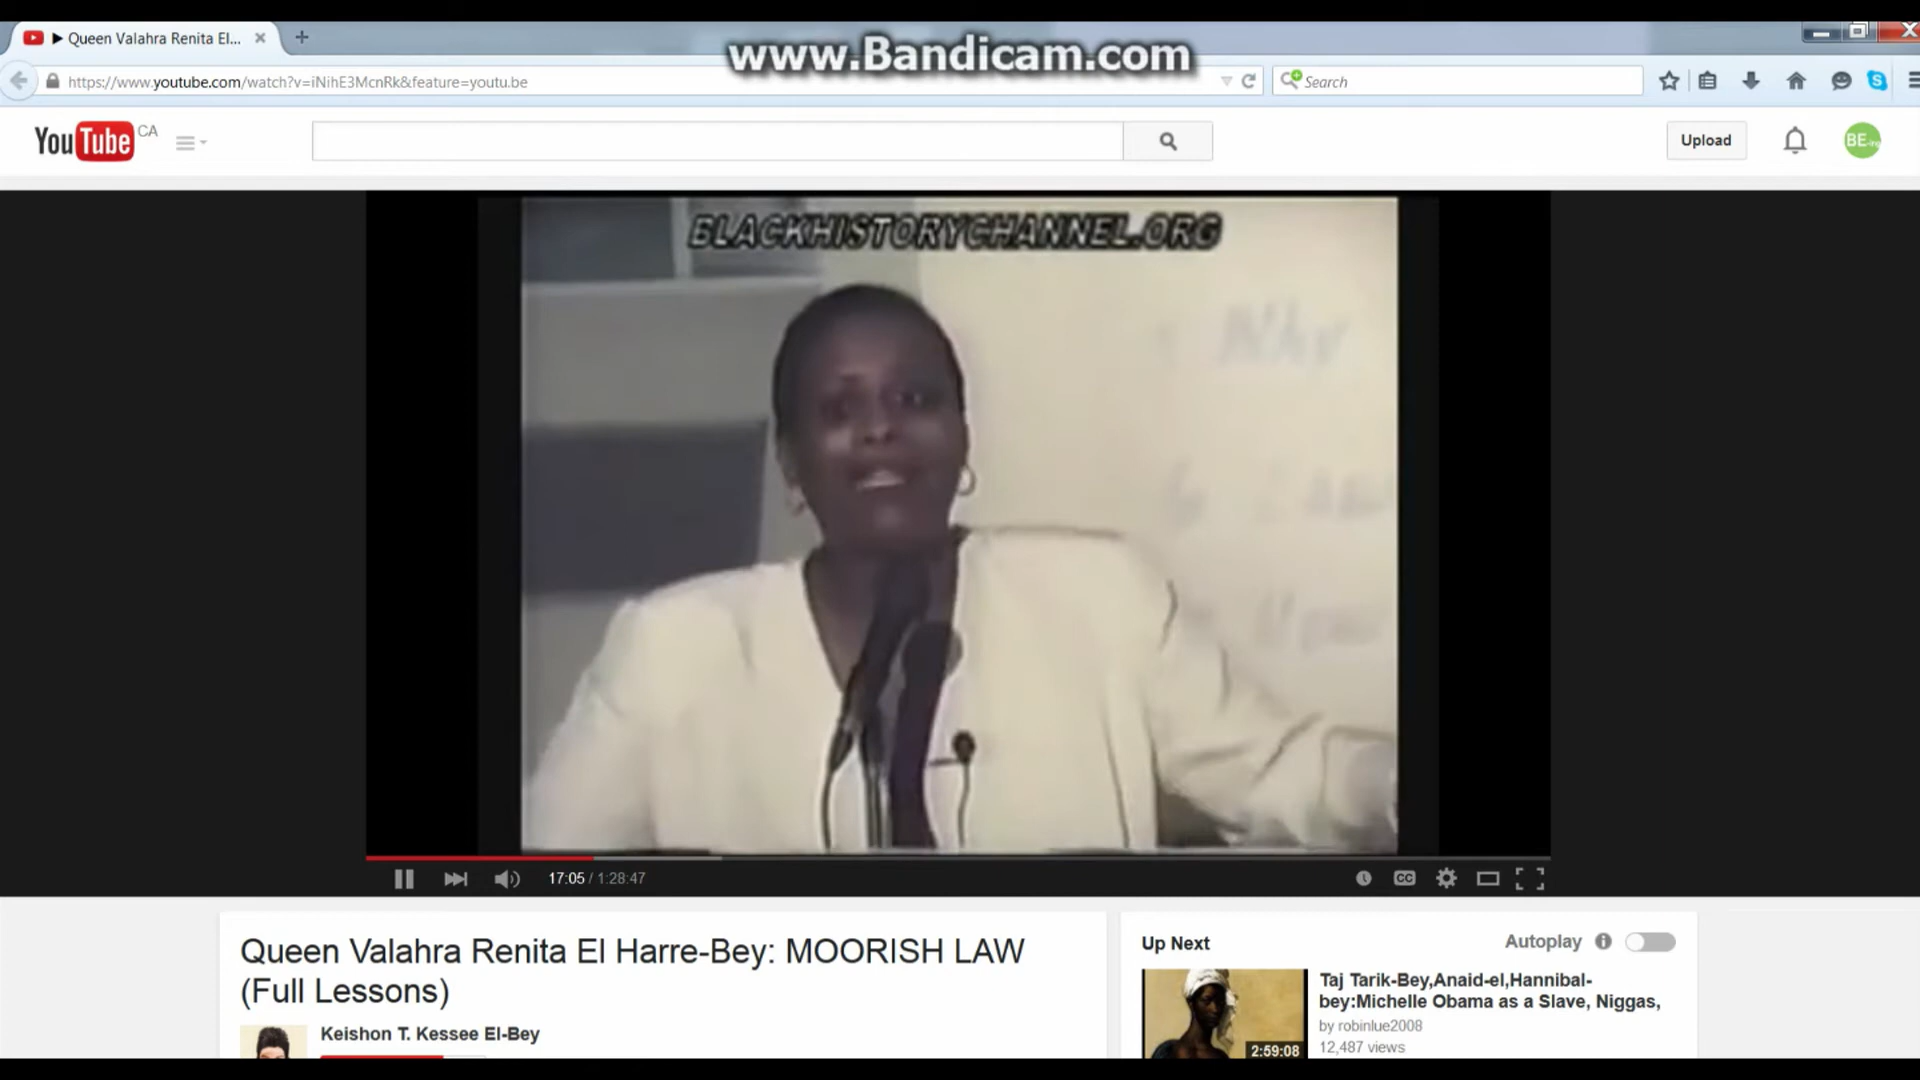 Queen Valahra Renita El...
www.Bandicam.com
https://www.youtube.com/watch?v=iNihE3McnRk&feature=youtu.be
Search
YouTube CA
Upload
BE-ing
BLACKHISTORYCHANNEL.ORG
17:05 / 1:28:47
CC
Queen Valahra Renita El Harre-Bey: MOORISH LAW
(Full Lessons)
Keishon T. Kessee El-Bey
Up Next
Autoplay
Taj Tarik-Bey,Anaid-el,Hannibal-
bey:Michelle Obama as a Slave, Niggas,
by robinlue2008
12,487 views
2:59:08